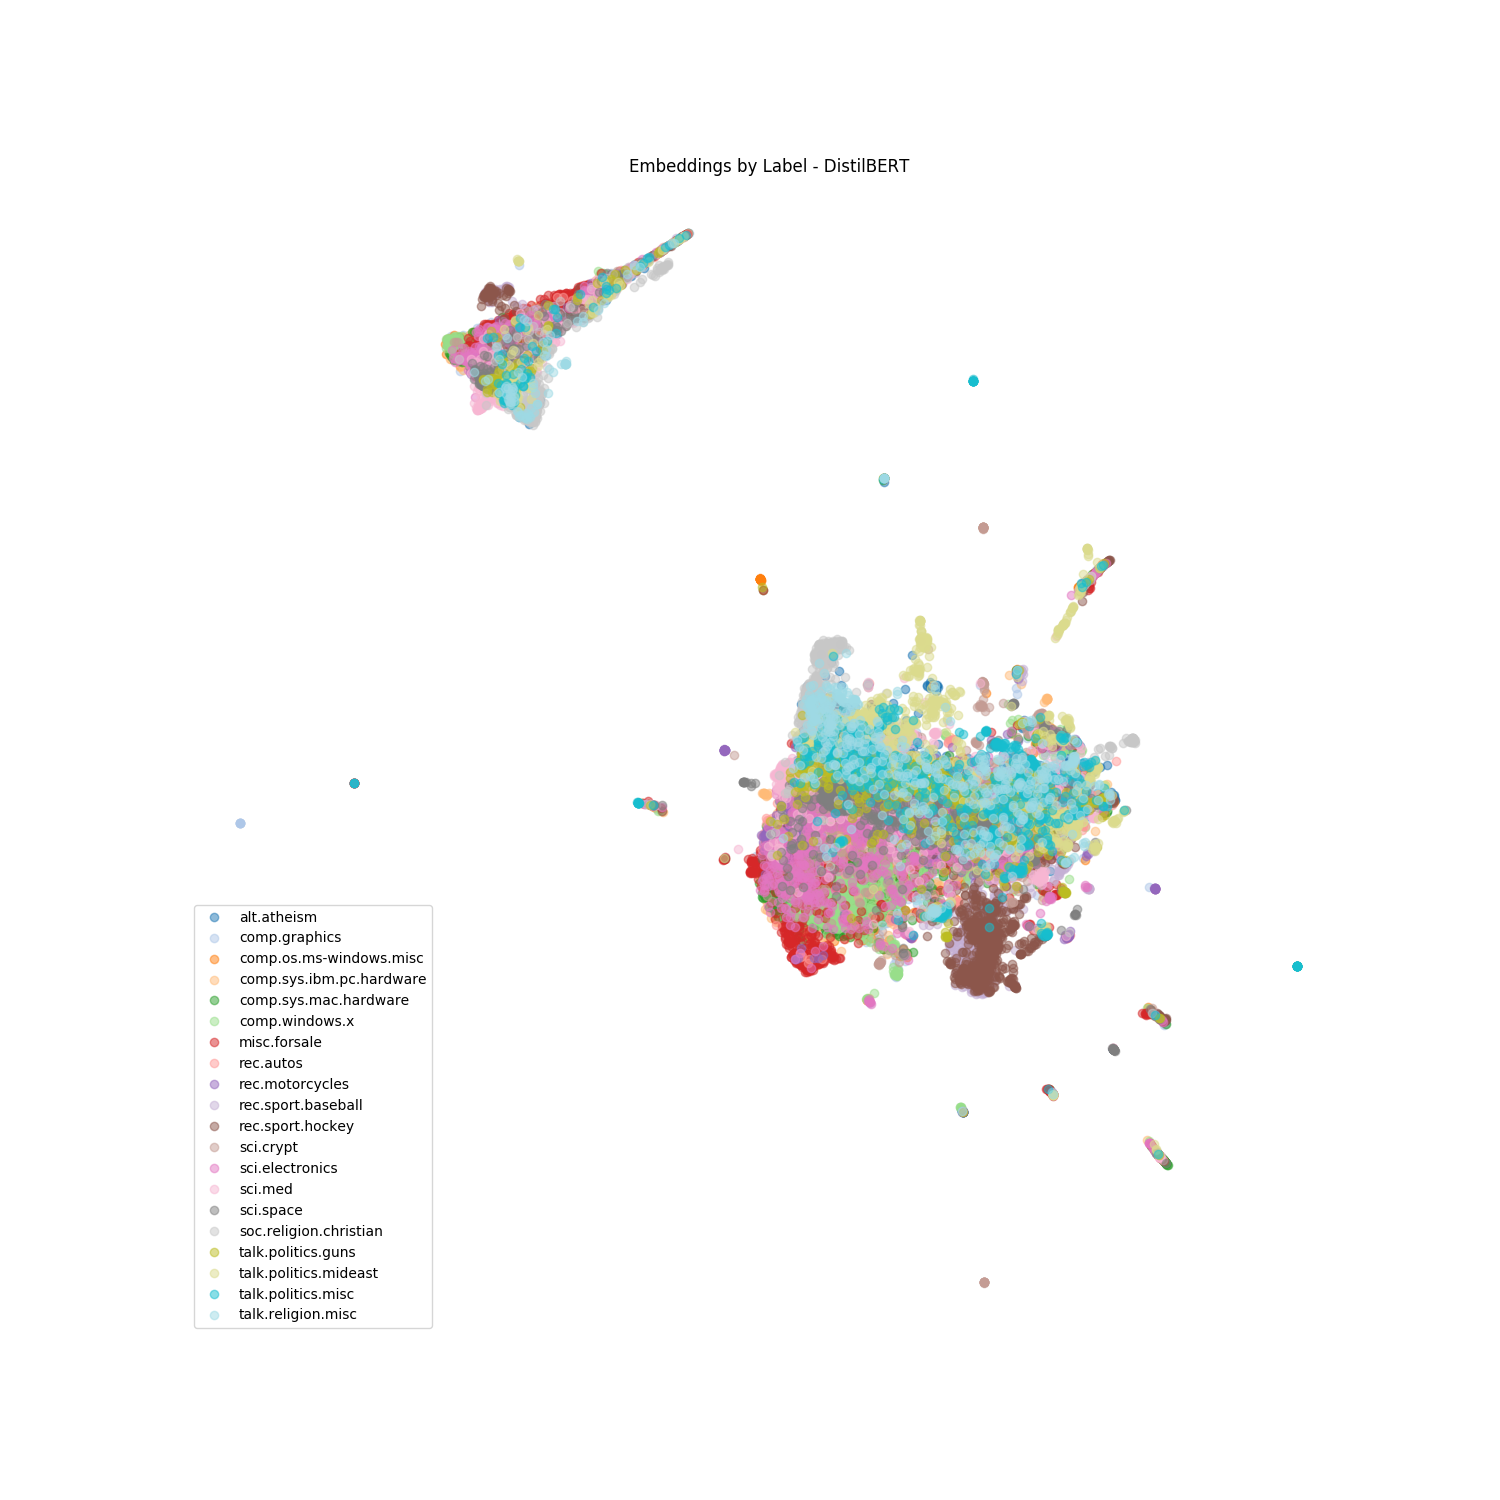 Embeddings by Label - DistilBERT
alt.atheism
comp.graphics
comp.os.ms-windows.misc
comp.sys.ibm.pc.hardware
comp.sys.mac.hardware
comp.windows.x
misc.forsale
rec.autos
rec.motorcycles
rec.sport.baseball
rec.sport.hockey
sci.crypt
sci.electronics
sci.med
sci.space
soc.religion.christian
talk.politics.guns
talk.politics.mideast
talk.politics.misc
talk.religion.misc